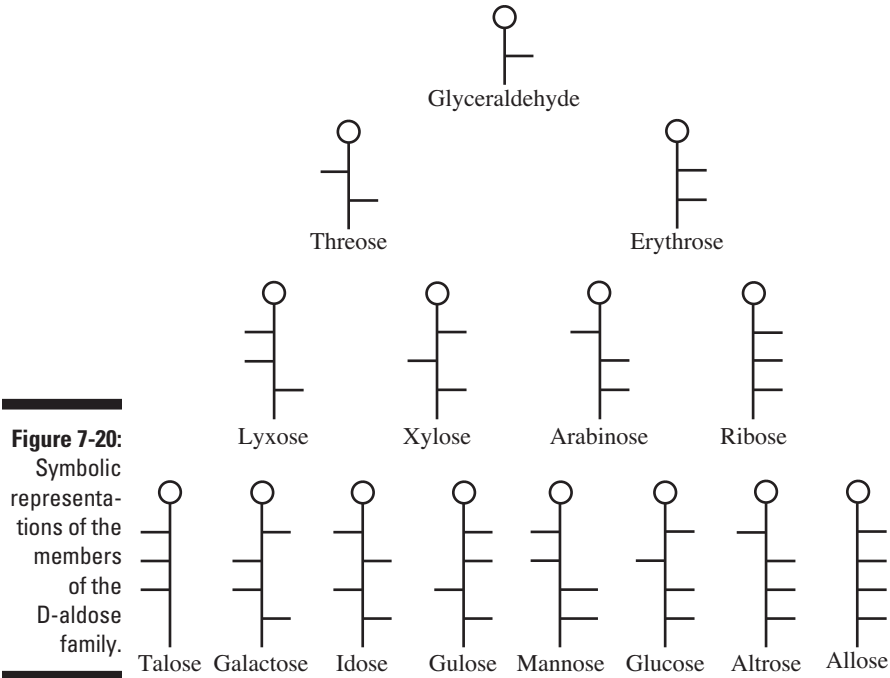 Glyceraldehyde
Threose Erythrose
Lyxose Xylose Arabinose Ribose
Figure 7-20:
Symbolic
representa-
tions of the
members
of the
D-aldose
family.
Talose Galactose Idose Gulose Mannose Glucose Altrose Allose